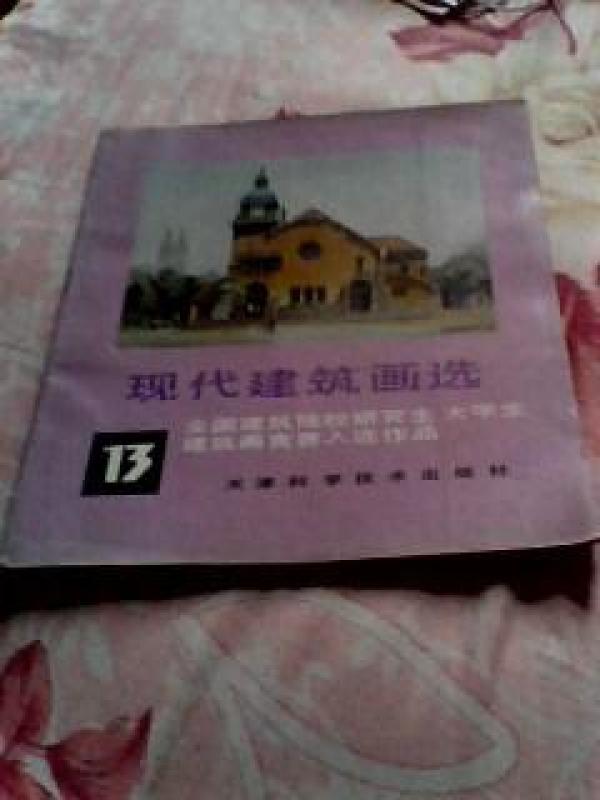 现代建筑画选
全国建筑院校研究生 大学生
建筑画竞赛入选作品
13
天津科学技术出版社